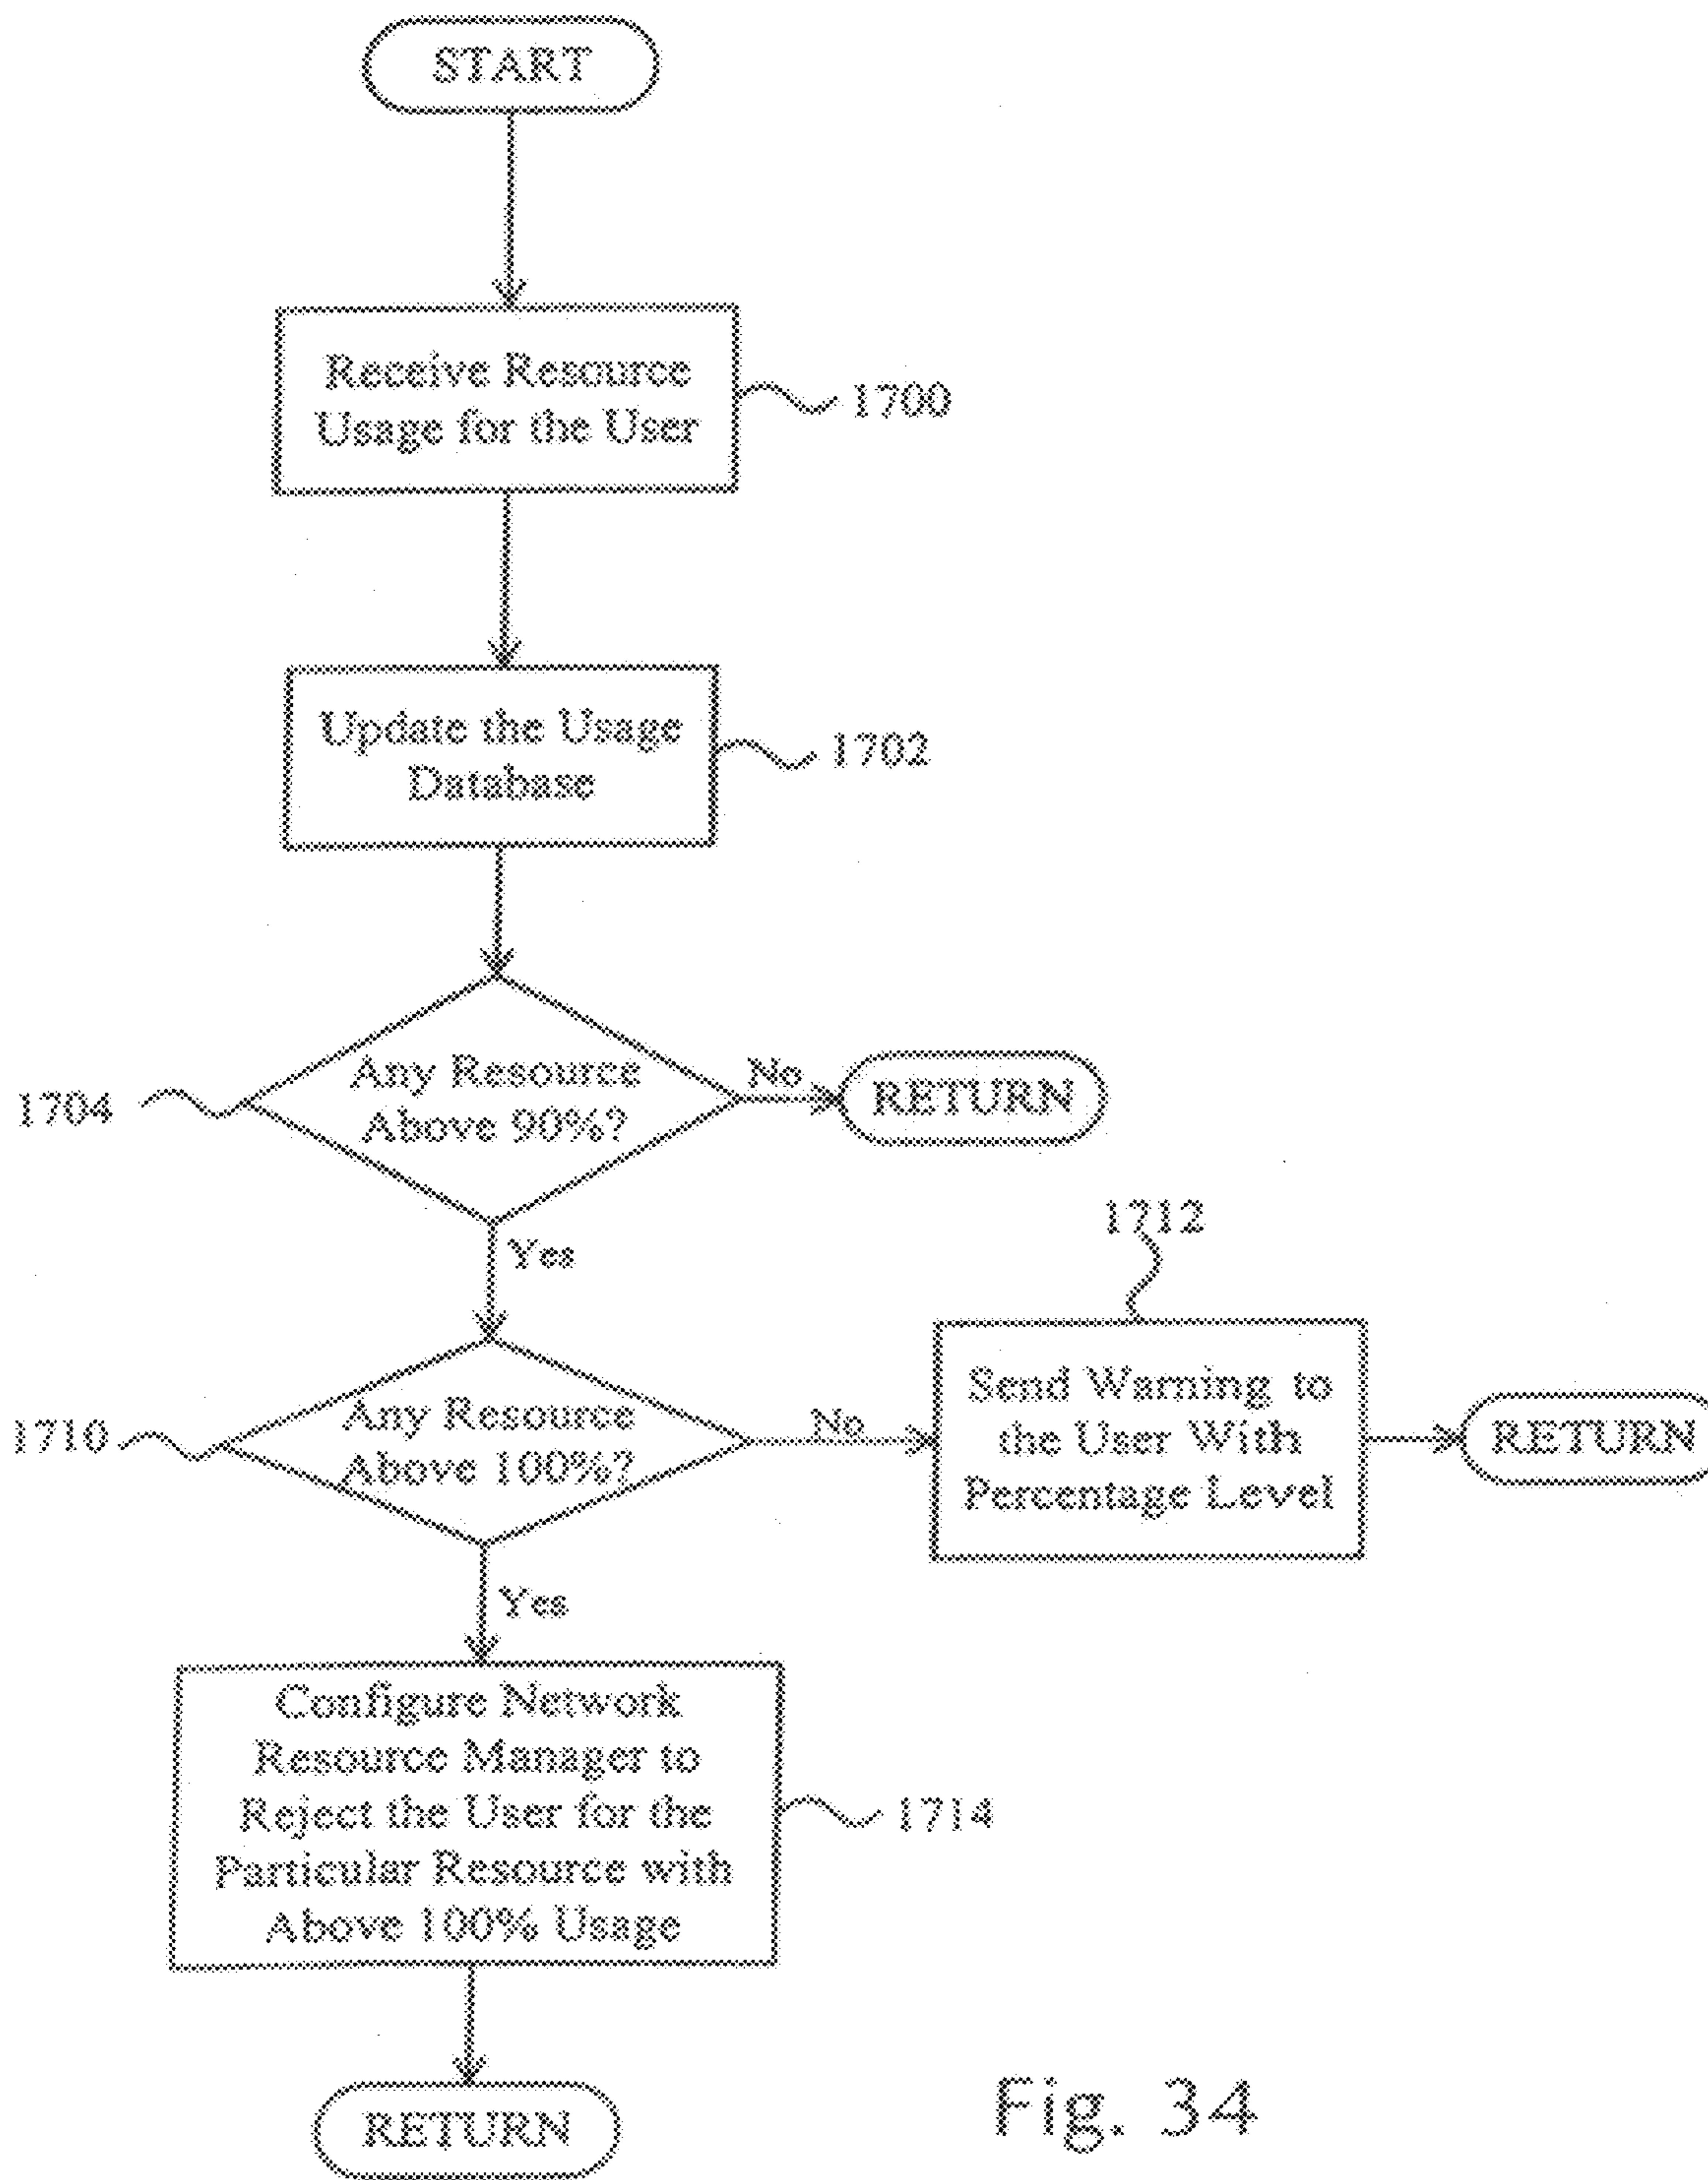 START
Receive Resource
Usage for the User
1700
Update the Usage
Database
1702
Any Resource
Above 90%?
1704
No
RETURN
Yes
Any Resource
Above 100%?
1710
No
1712
Send Warning to
the User With
Percentage Level
RETURN
Yes
Configure Network
Resource Manager to
Reject the User for the
Particular Resource with
Above 100% Usage
1714
RETURN
Fig. 34